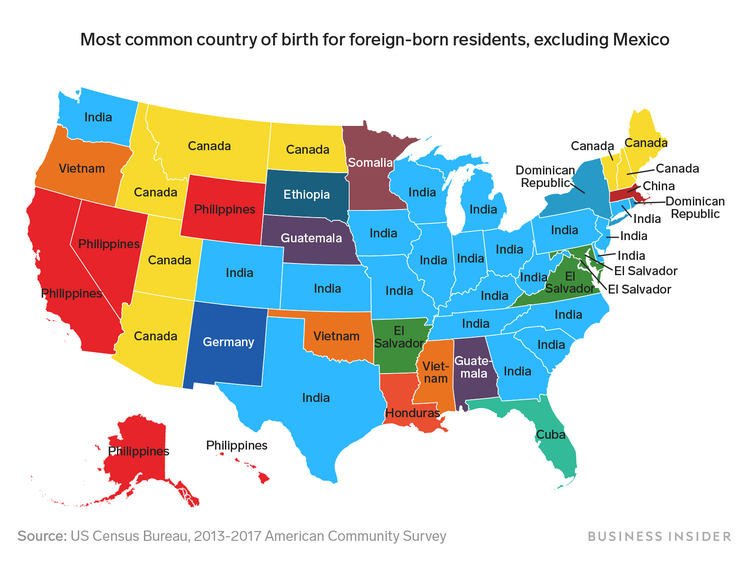 Most common country of birth for foreign-born residents, excluding Mexico
India
Vietnam
Canada
Canada
Canada
Philippines
Philippines
Philippines
Canada
Canada
India
Germany
Somalia
Ethiopia
Guatemala
India
Vietnam
India
India
India
India
El
Salvador
Honduras
India
India
India
India
India
India
India
Viet-
nam
Guate-
mala
India
India
India
India
Cuba
El
Salvador
India
Canada
Canada
Canada
Dominican
Republic
China
Dominican
Republic
India
India
India
El Salvador
El Salvador
Philippines
Philippines
Source: US Census Bureau, 2013-2017 American Community Survey
BUSINESS INSIDER